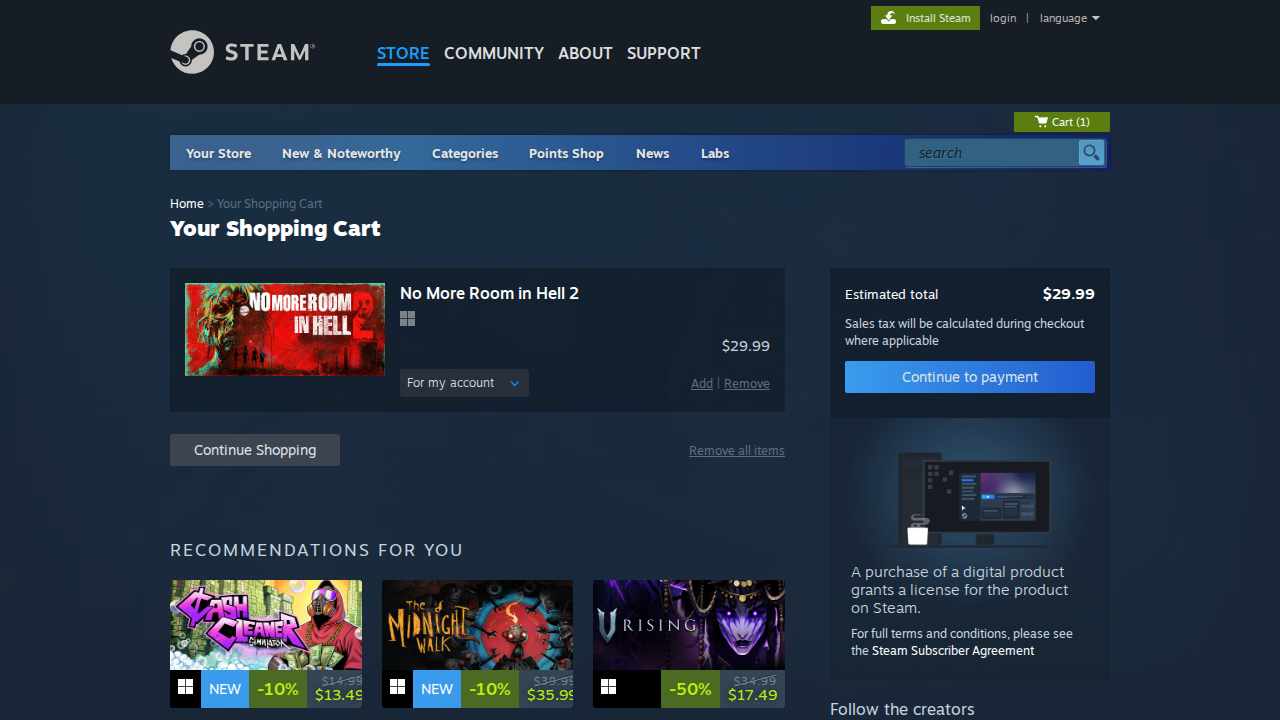 Install Steam
login | language
STEAM®
STORE COMMUNITY ABOUT SUPPORT
Cart (1)
Your Store New & Noteworthy Categories Points Shop News Labs
search
Home > Your Shopping Cart
Your Shopping Cart
NO MORE ROOM
IN HELL 2
No More Room in Hell 2
$29.99
For my account
Add | Remove
Continue Shopping
Remove all items
Estimated total $29.99
Sales tax will be calculated during checkout
where applicable
Continue to payment
A purchase of a digital product
grants a license for the product
on Steam.
For full terms and conditions, please see
the Steam Subscriber Agreement
Follow the creators
RECOMMENDATIONS FOR YOU
CASH
CLEANER
SIMULATOR
NEW -10% $14.99
$13.49
THE
MIDNIGHT
WALK
NEW -10% $39.99
$35.99
V RISING
-50% $34.99
$17.49